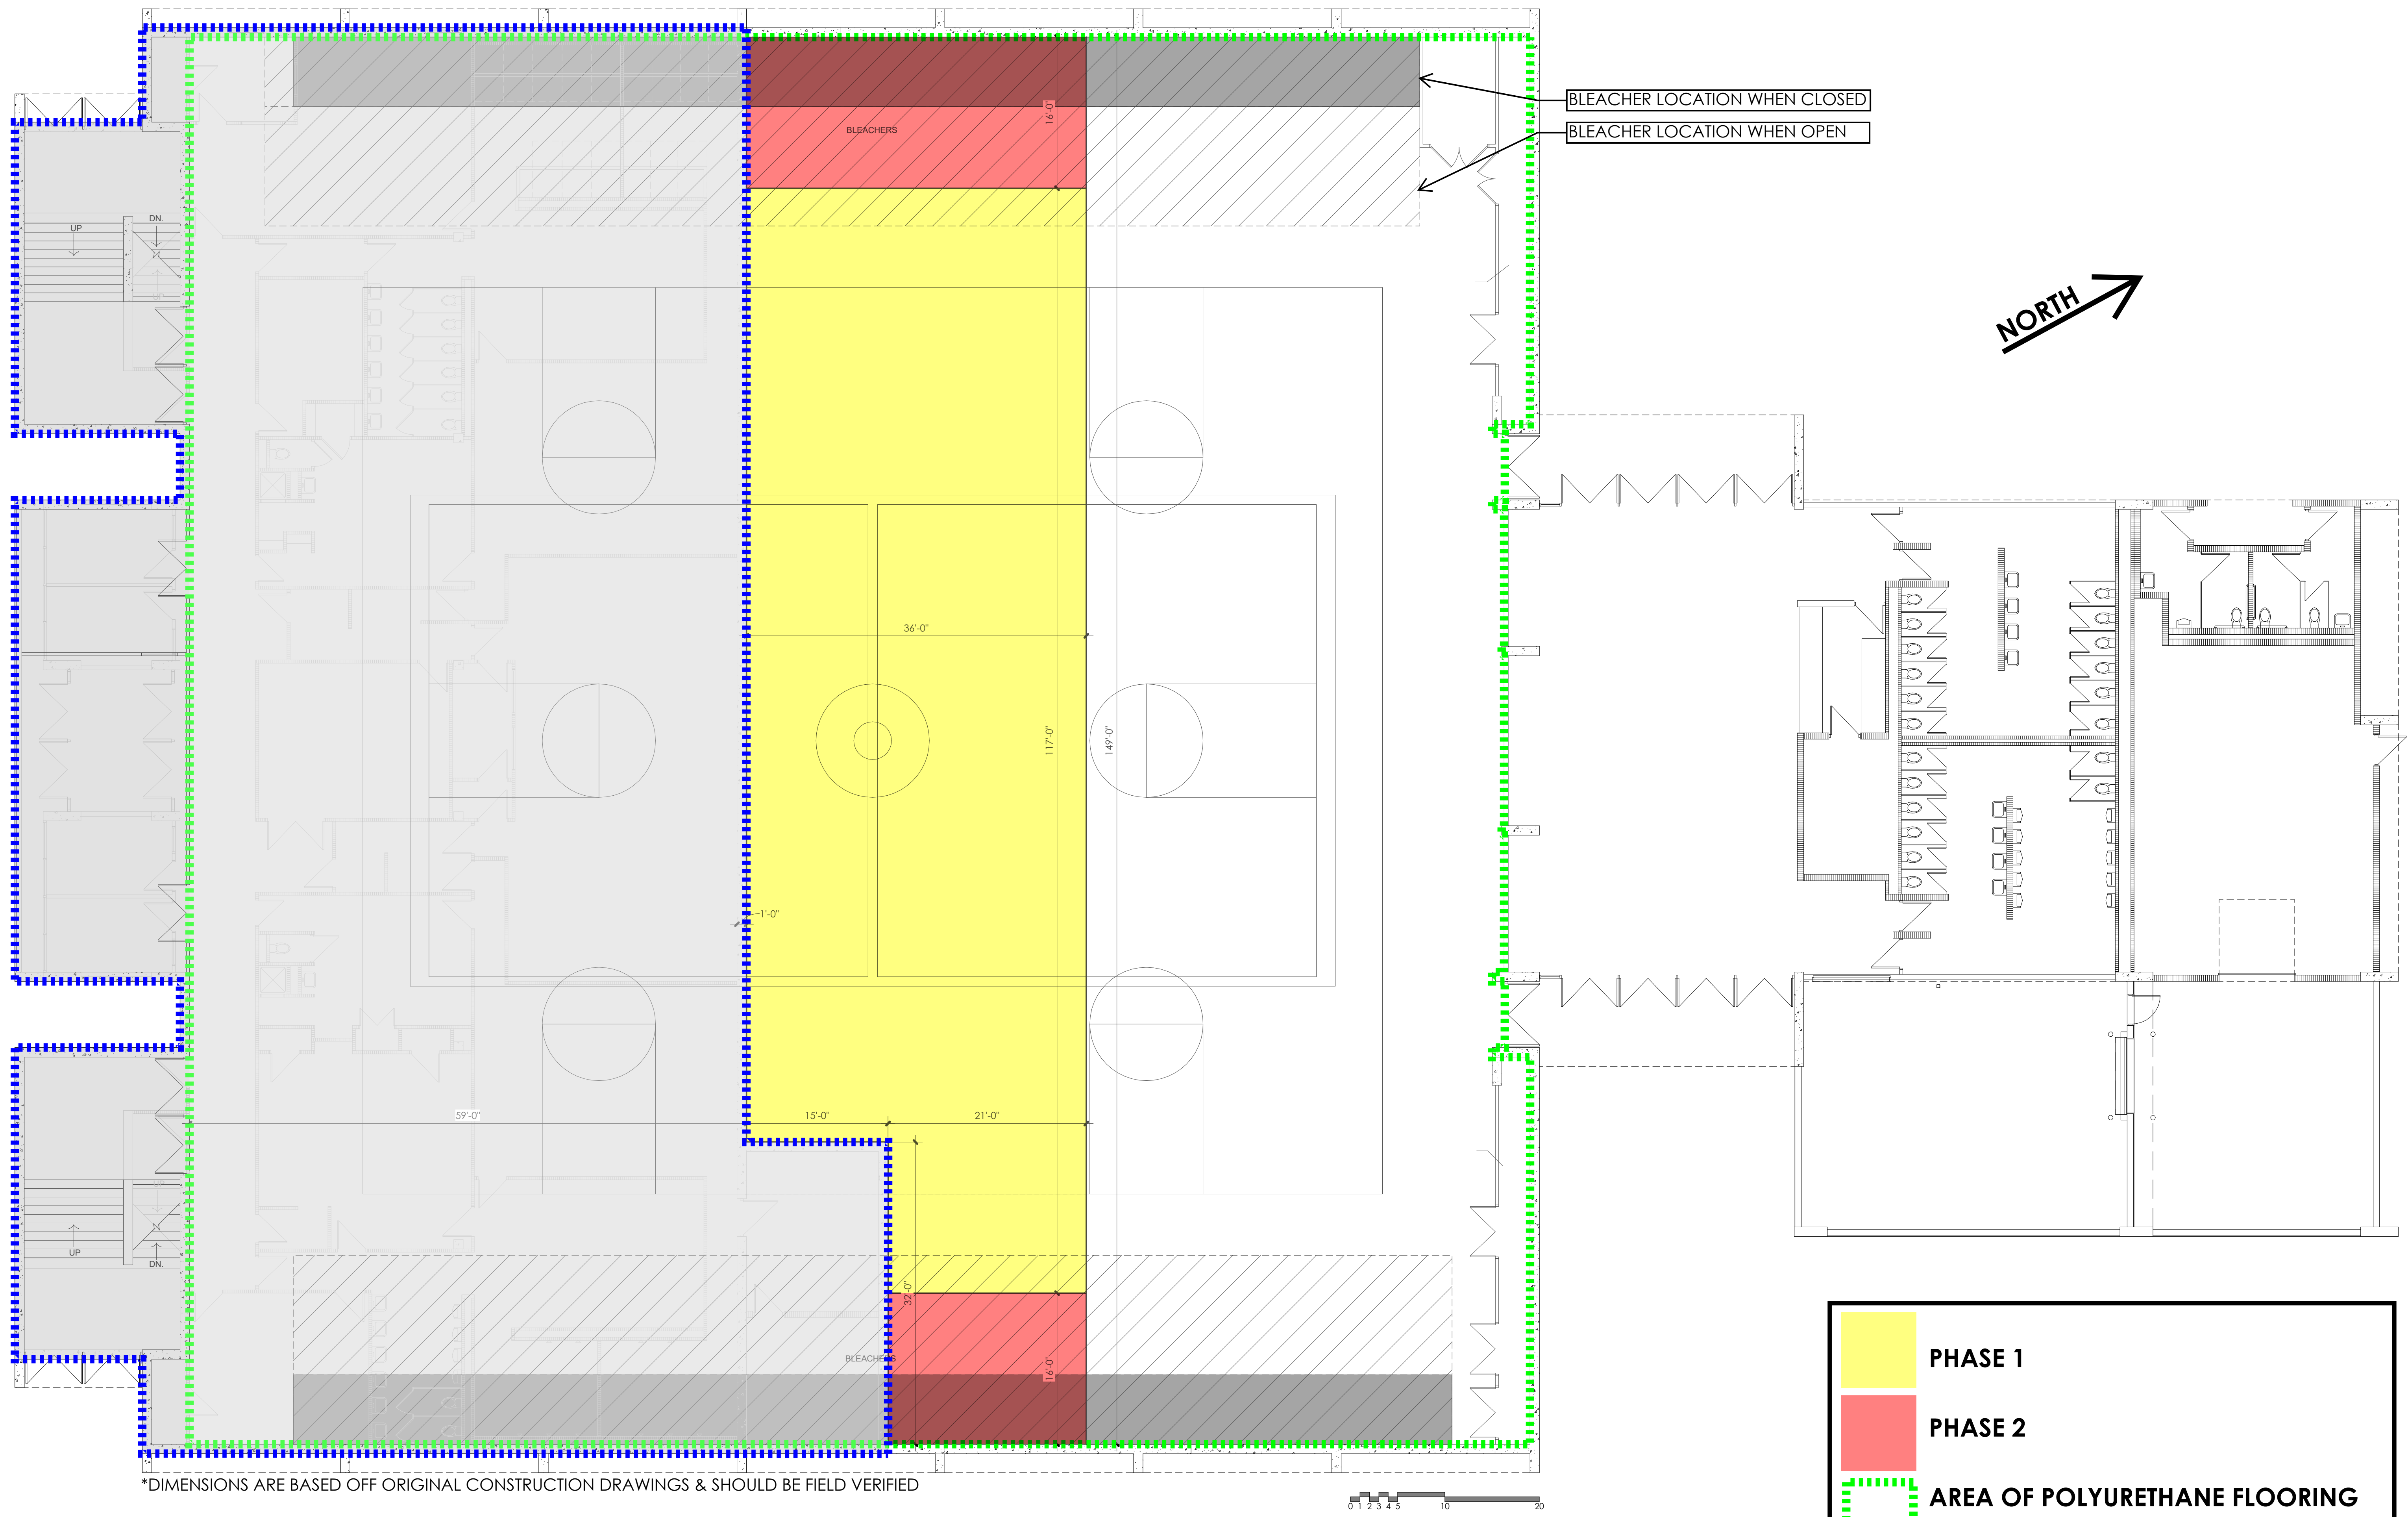 BLEACHER LOCATION WHEN CLOSED
16'-0"
BLEACHERS
BLEACHER LOCATION WHEN OPEN
DN.
UP
UP
NORTH
36'-0"
117'-0"
149'-0"
1'-0"
59'-0"
15'-0"
21'-0"
UP
UP
DN.
32'-0"
BLEACHERS
16'-0"
PHASE 1
PHASE 2
*DIMENSIONS ARE BASED OFF ORIGINAL CONSTRUCTION DRAWINGS & SHOULD BE FIELD VERIFIED
0 1 2 3 4 5 10 20
AREA OF POLYURETHANE FLOORING